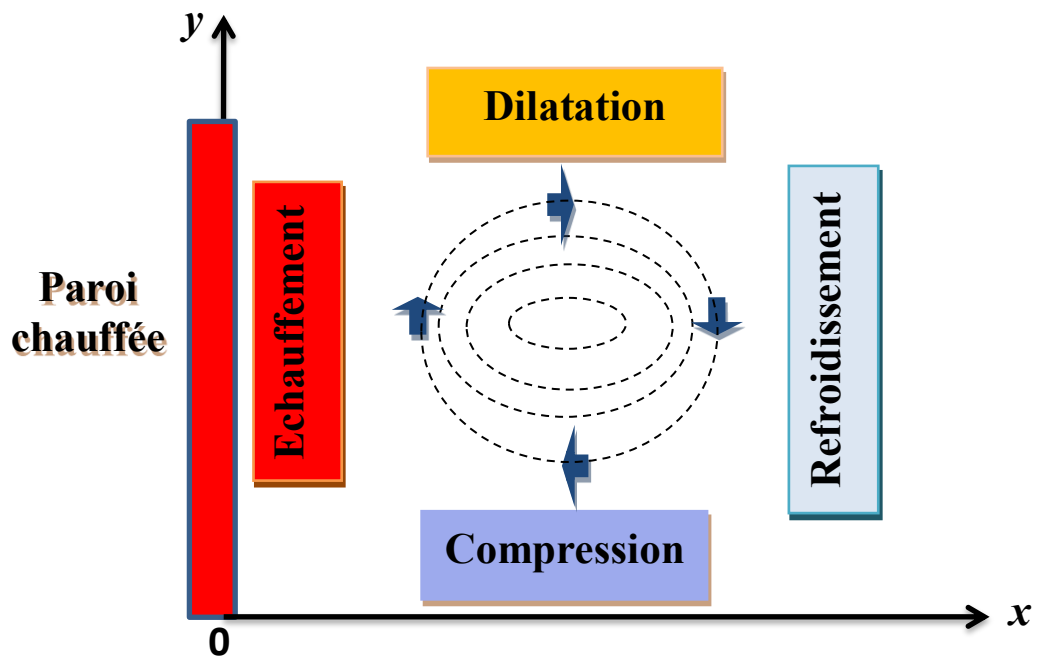 y
Dilatation
Echauffement
Refroidissement
Paroi
chauffée
Compression
x
0